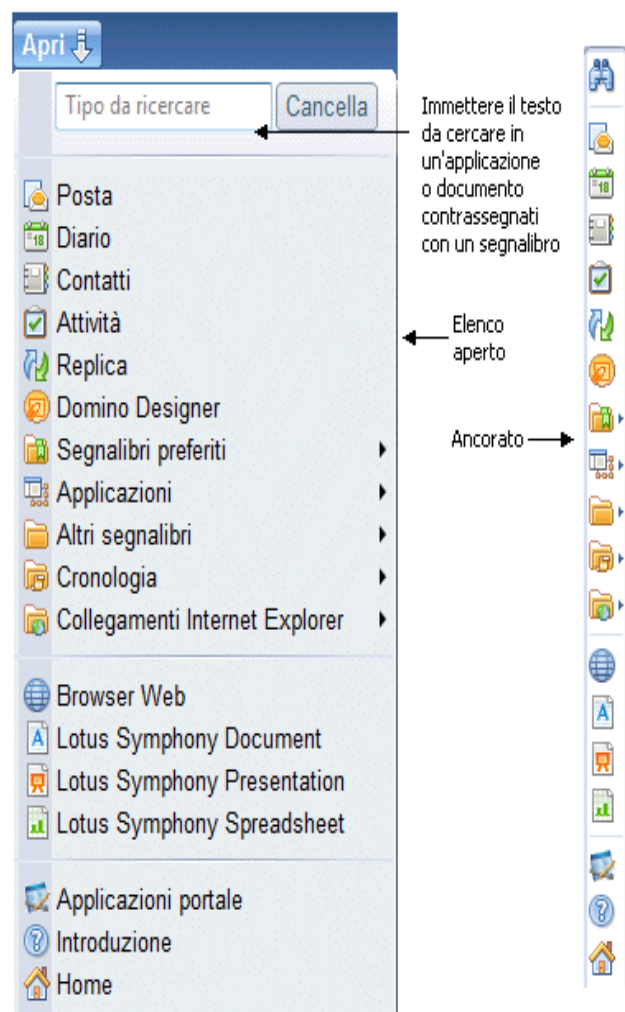 Apri
Tipo da ricercare
Cancella
Posta
Diario
Contatti
Attività
Replica
Domino Designer
Segnalibri preferiti
Applicazioni
Altri segnalibri
Cronologia
Collegamenti Internet Explorer
Browser Web
Lotus Symphony Document
Lotus Symphony Presentation
Lotus Symphony Spreadsheet
Applicazioni portale
Introduzione
Home
Immettere il testo
da cercare in
un'applicazione
o documento
contrassegnati
con un segnalibro
Elenco
aperto
Ancorato